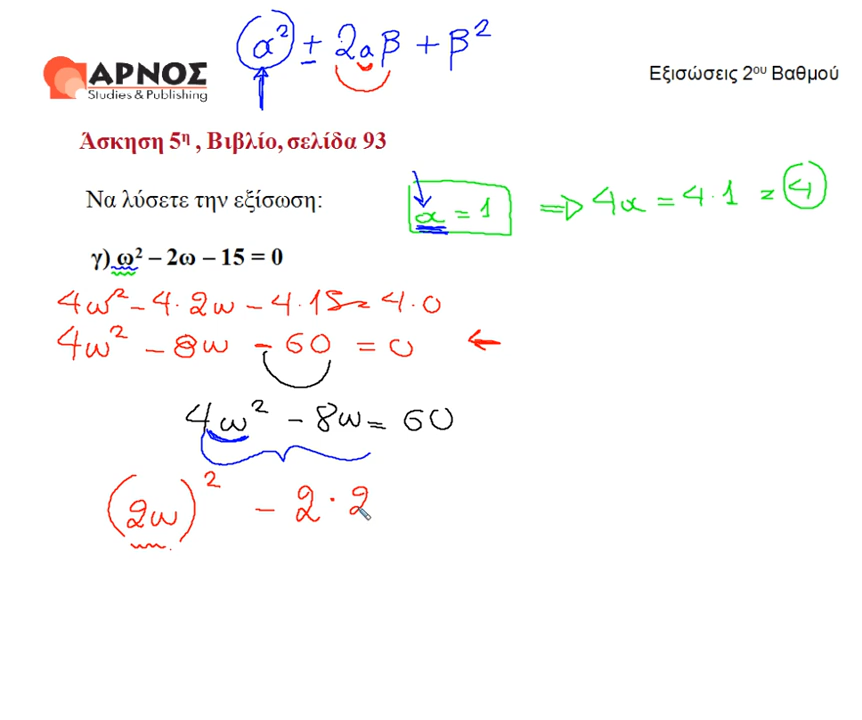 α² ± 2αβ + β²
ΑΡΝΟΣ
Studies & Publishing
Εξισώσεις 2ου Βαθμού
Άσκηση 5η , Βιβλίο, σελίδα 93
Να λύσετε την εξίσωση:
α = 1 ⇒ 4α = 4·1 = 4
γ) ω² – 2ω – 15 = 0
4ω² - 4·2ω - 4·15 = 4·0
4ω² - 8ω - 60 = 0 ←
4ω² - 8ω = 60
(2ω)² - 2·2